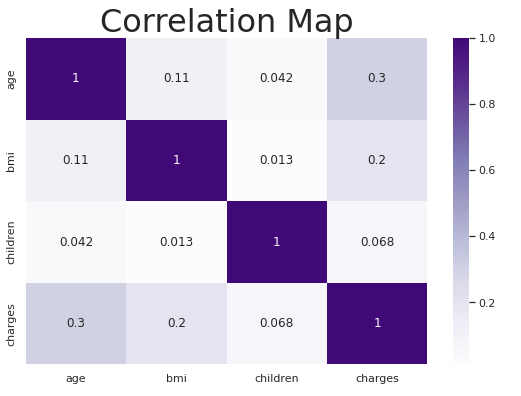 Correlation Map
age 1 0.11 0.042 0.3 1.0
bmi 0.11 1 0.013 0.2 0.8
children 0.042 0.013 1 0.068 0.6
charges 0.3 0.2 0.068 1 0.4
0.2
age bmi children charges